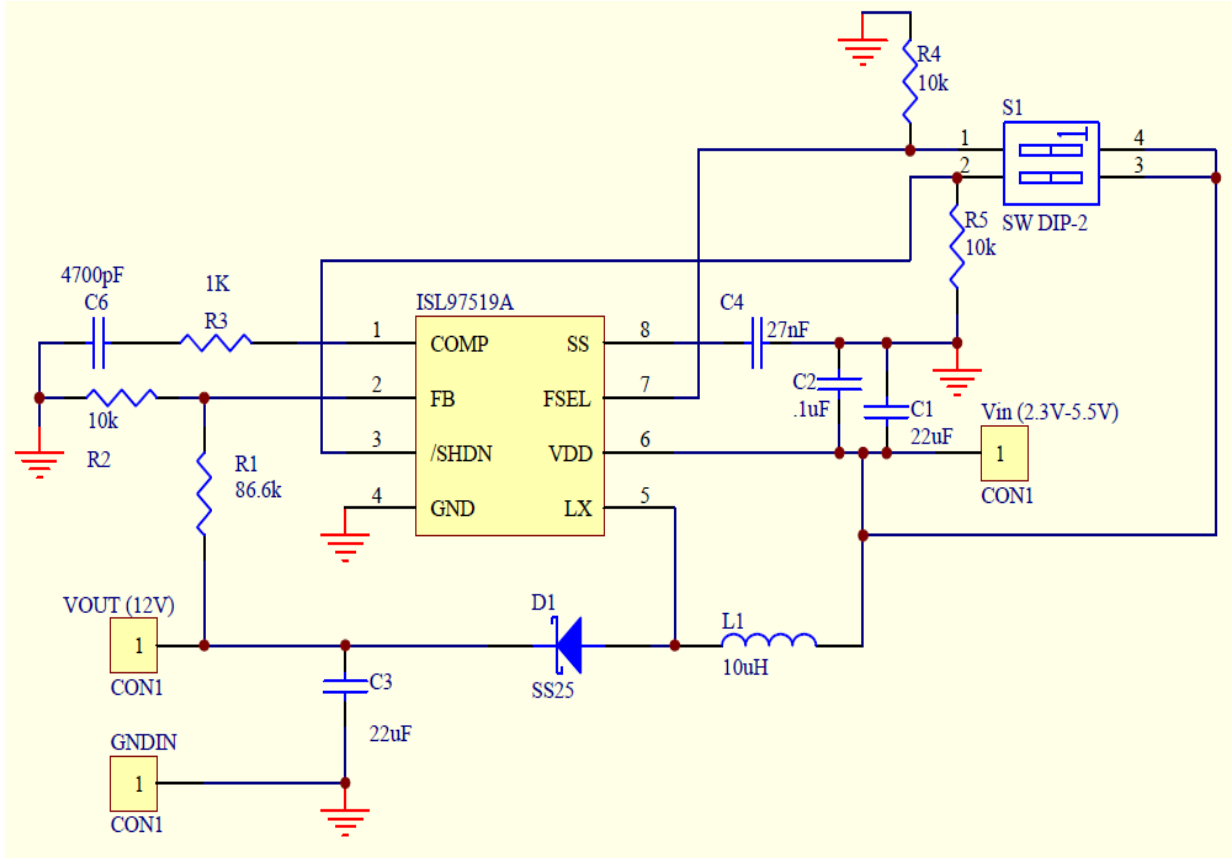 R4
10k
S1
1
4
2
3
R5
10k
SW DIP-2
4700pF
C6
1K
R3
ISL97519A
C4
27nF
1
COMP
SS
8
2
FB
FSEL
7
3
/SHDN
VDD
6
4
GND
LX
5
10k
R2
R1
86.6k
C2
.1uF
C1
22uF
Vin (2.3V-5.5V)
1
CON1
VOUT (12V)
1
CON1
D1
SS25
L1
10uH
C3
22uF
GNDIN
1
CON1